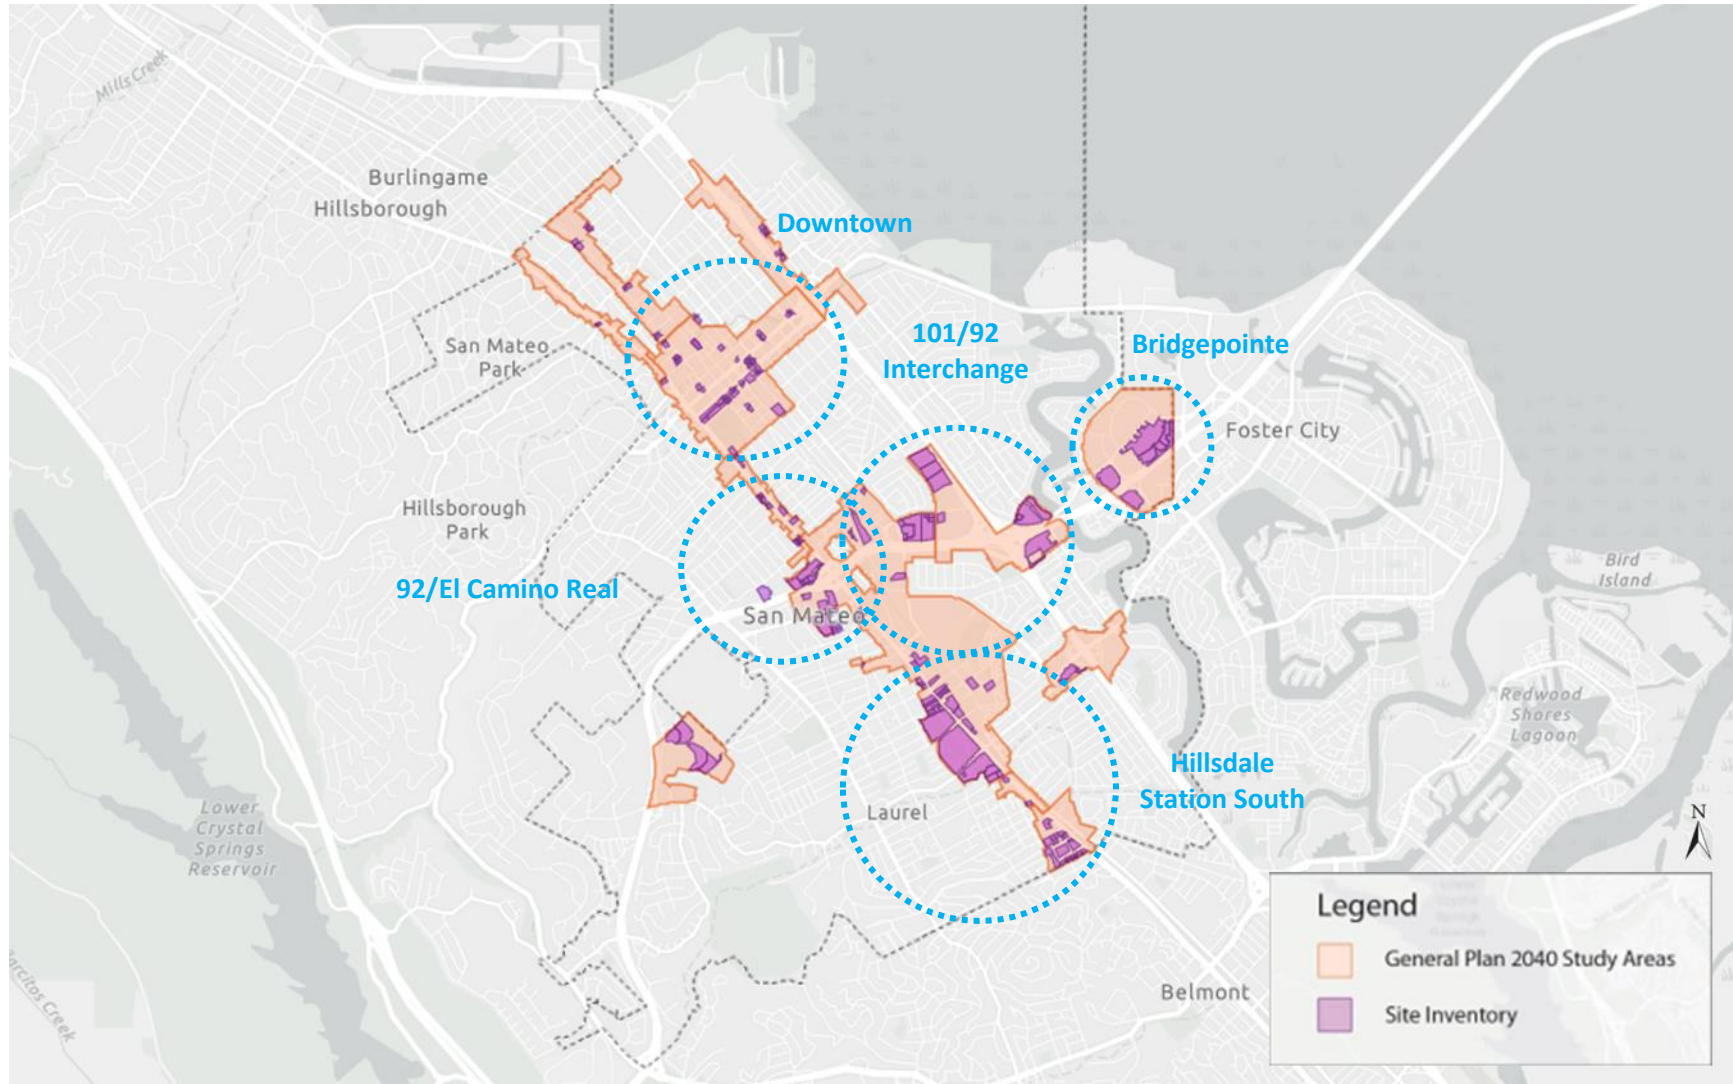 Mills Creek
Burlingame
Hillsborough
Downtown
San Mateo
Park
101/92
Interchange
Bridgepointe
Foster City
Hillsborough
Park
92/El Camino Real
San Mateo
Bird
Island
Redwood
Shores
Lagoon
Hillsdale
Station South
Laurel
Lower
Crystal
Springs
Reservoir
N
Belmont
Creek
Legend
General Plan 2040 Study Areas
Site Inventory